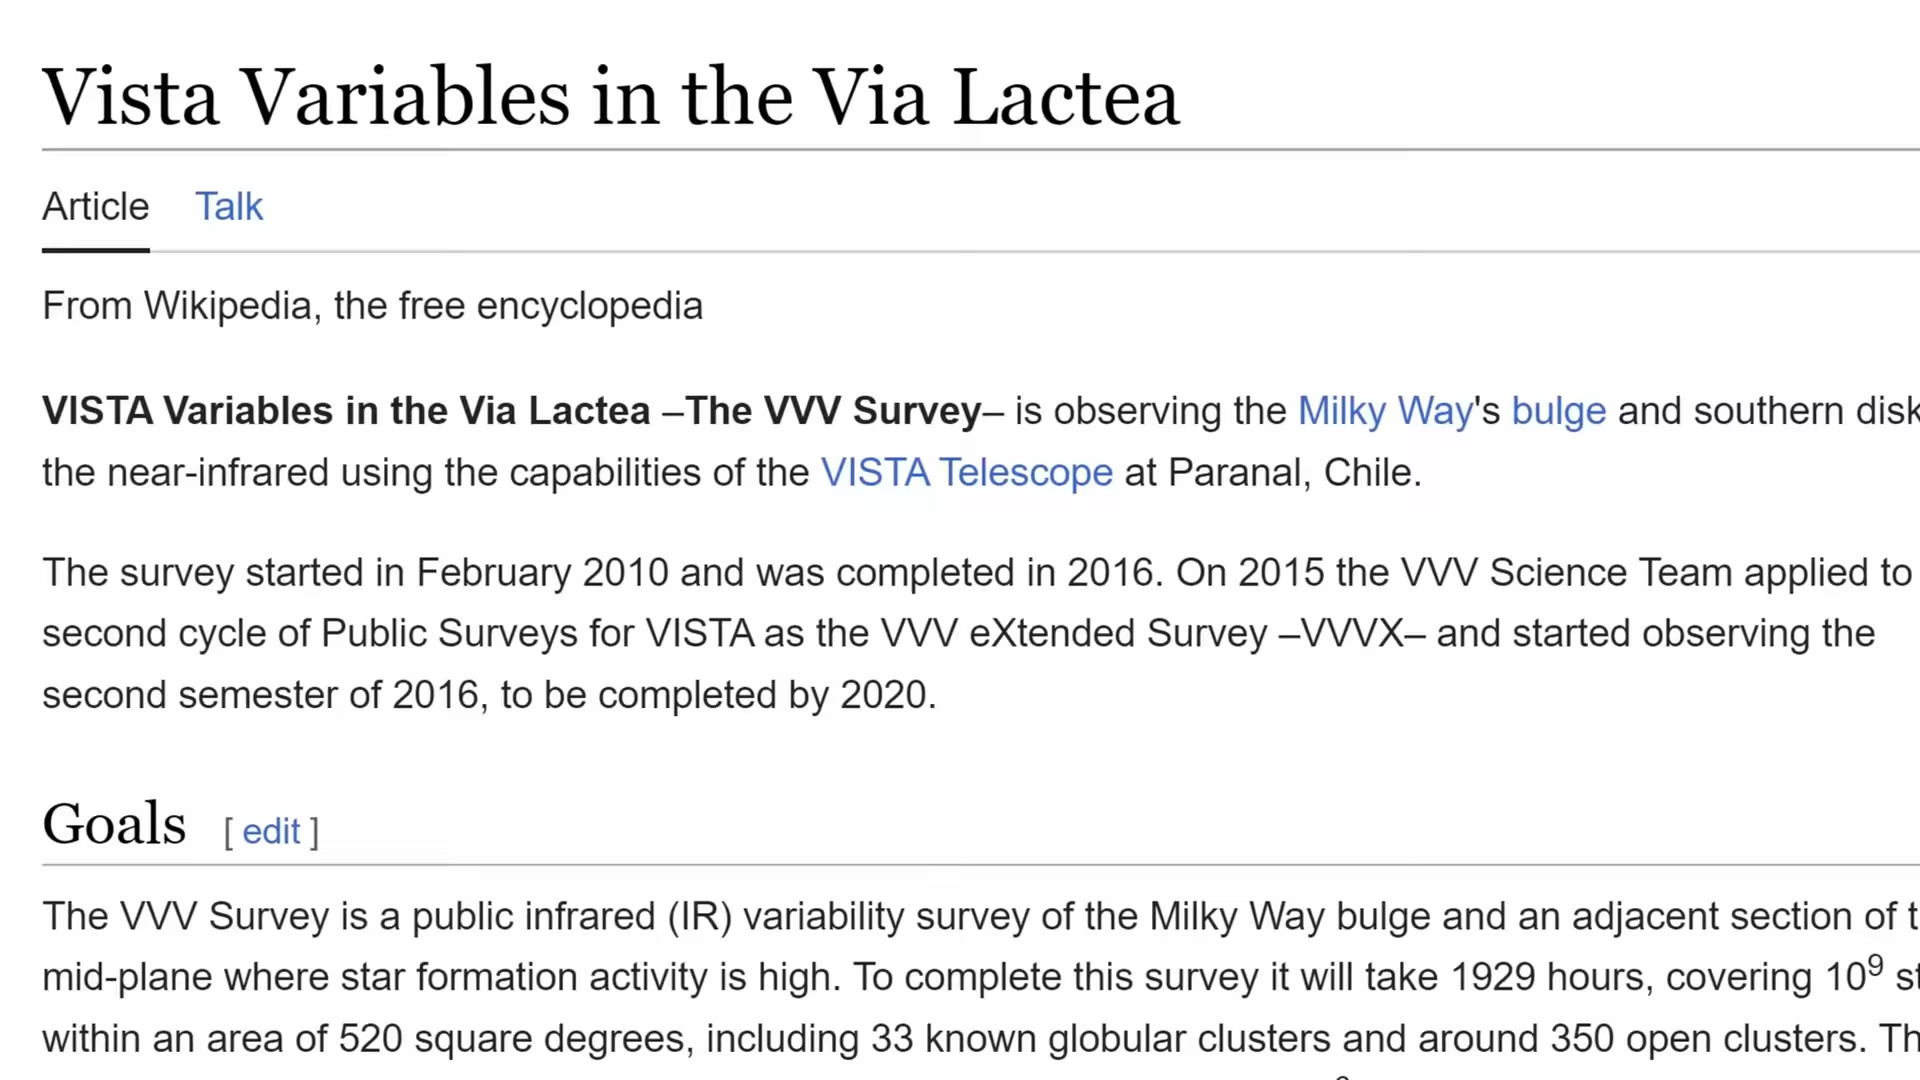 Vista Variables in the Via Lactea
Article Talk
From Wikipedia, the free encyclopedia
VISTA Variables in the Via Lactea –The VVV Survey– is observing the Milky Way's bulge and southern disk
the near-infrared using the capabilities of the VISTA Telescope at Paranal, Chile.
The survey started in February 2010 and was completed in 2016. On 2015 the VVV Science Team applied to
second cycle of Public Surveys for VISTA as the VVV eXtended Survey –VVVX– and started observing the
second semester of 2016, to be completed by 2020.
Goals [ edit ]
The VVV Survey is a public infrared (IR) variability survey of the Milky Way bulge and an adjacent section of
mid-plane where star formation activity is high. To complete this survey it will take 1929 hours, covering 10⁹
within an area of 520 square degrees, including 33 known globular clusters and around 350 open clusters.